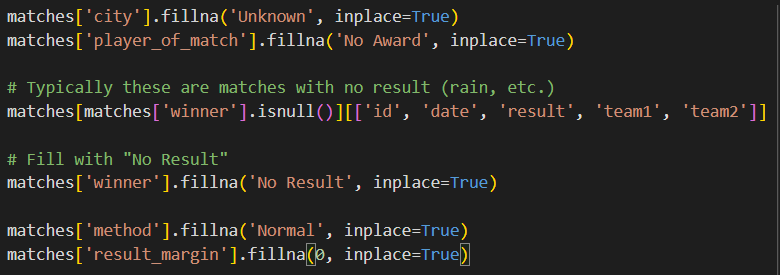 matches['city'].fillna('Unknown', inplace=True)
matches['player_of_match'].fillna('No Award', inplace=True)
# Typically these are matches with no result (rain, etc.)
matches[matches['winner'].isnull()][['id', 'date', 'result', 'team1', 'team2']]
# Fill with "No Result"
matches['winner'].fillna('No Result', inplace=True)
matches['method'].fillna('Normal', inplace=True)
matches['result_margin'].fillna(0, inplace=True)